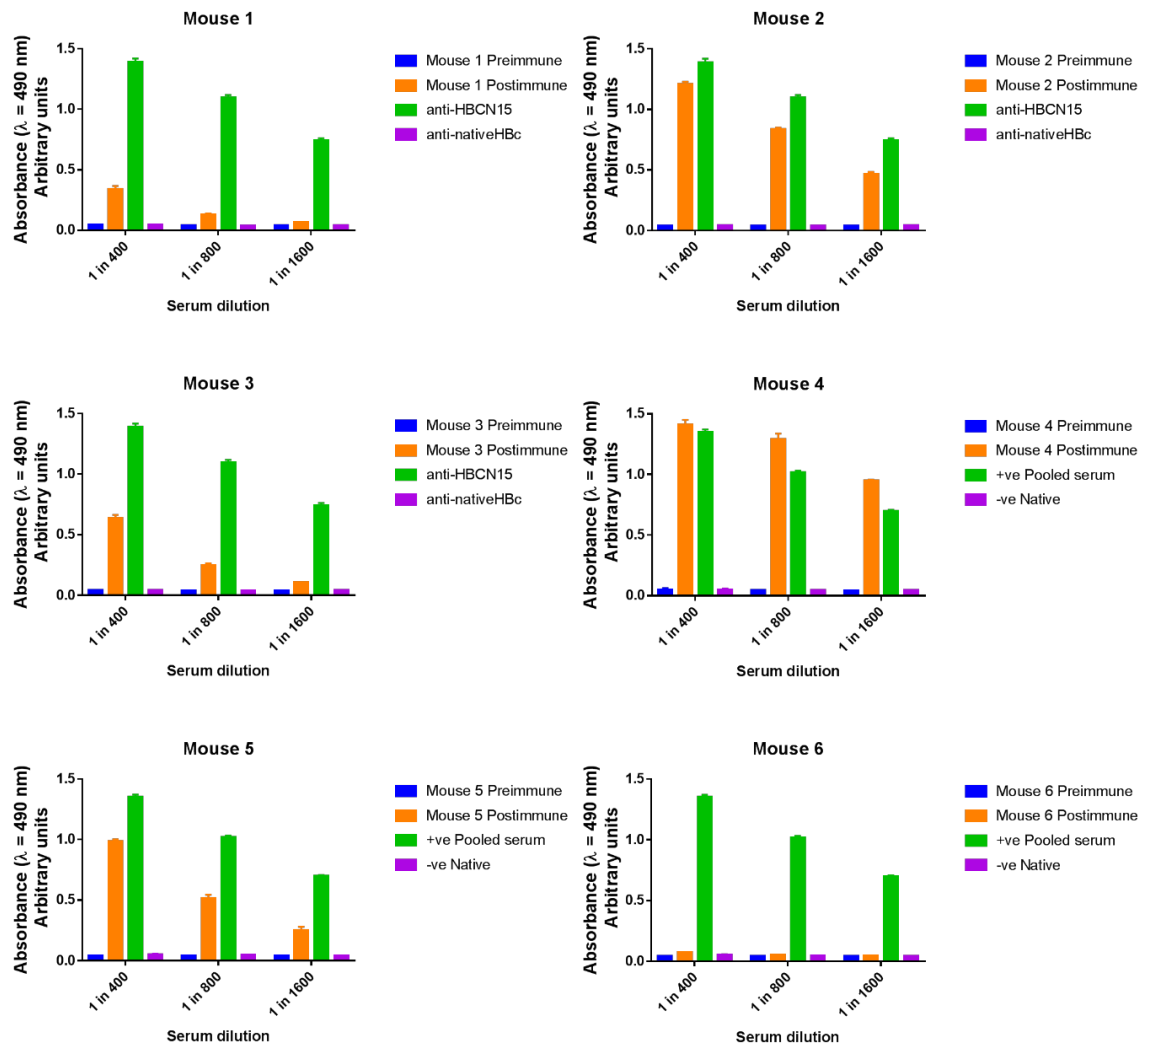 Mouse 1
Absorbance (λ = 490 nm)
Arbitrary units
1.5
1.0
0.5
0.0
1 in 400
1 in 800
1 in 1600
Serum dilution
Mouse 1 Preimmune
Mouse 1 Postimmune
anti-HBCN15
anti-nativeHBc
Mouse 2
Absorbance (λ = 490 nm)
Arbitrary units
1.5
1.0
0.5
0.0
1 in 400
1 in 800
1 in 1600
Serum dilution
Mouse 2 Preimmune
Mouse 2 Postimmune
anti-HBCN15
anti-nativeHBc
Mouse 3
Absorbance (λ = 490 nm)
Arbitrary units
1.5
1.0
0.5
0.0
1 in 400
1 in 800
1 in 1600
Serum dilution
Mouse 3 Preimmune
Mouse 3 Postimmune
anti-HBCN15
anti-nativeHBc
Mouse 4
Absorbance (λ = 490 nm)
Arbitrary units
1.5
1.0
0.5
0.0
1 in 400
1 in 800
1 in 1600
Serum dilution
Mouse 4 Preimmune
Mouse 4 Postimmune
+ve Pooled serum
-ve Native
Mouse 5
Absorbance (λ = 490 nm)
Arbitrary units
1.5
1.0
0.5
0.0
1 in 400
1 in 800
1 in 1600
Serum dilution
Mouse 5 Preimmune
Mouse 5 Postimmune
+ve Pooled serum
-ve Native
Mouse 6
Absorbance (λ = 490 nm)
Arbitrary units
1.5
1.0
0.5
0.0
1 in 400
1 in 800
1 in 1600
Serum dilution
Mouse 6 Preimmune
Mouse 6 Postimmune
+ve Pooled serum
-ve Native